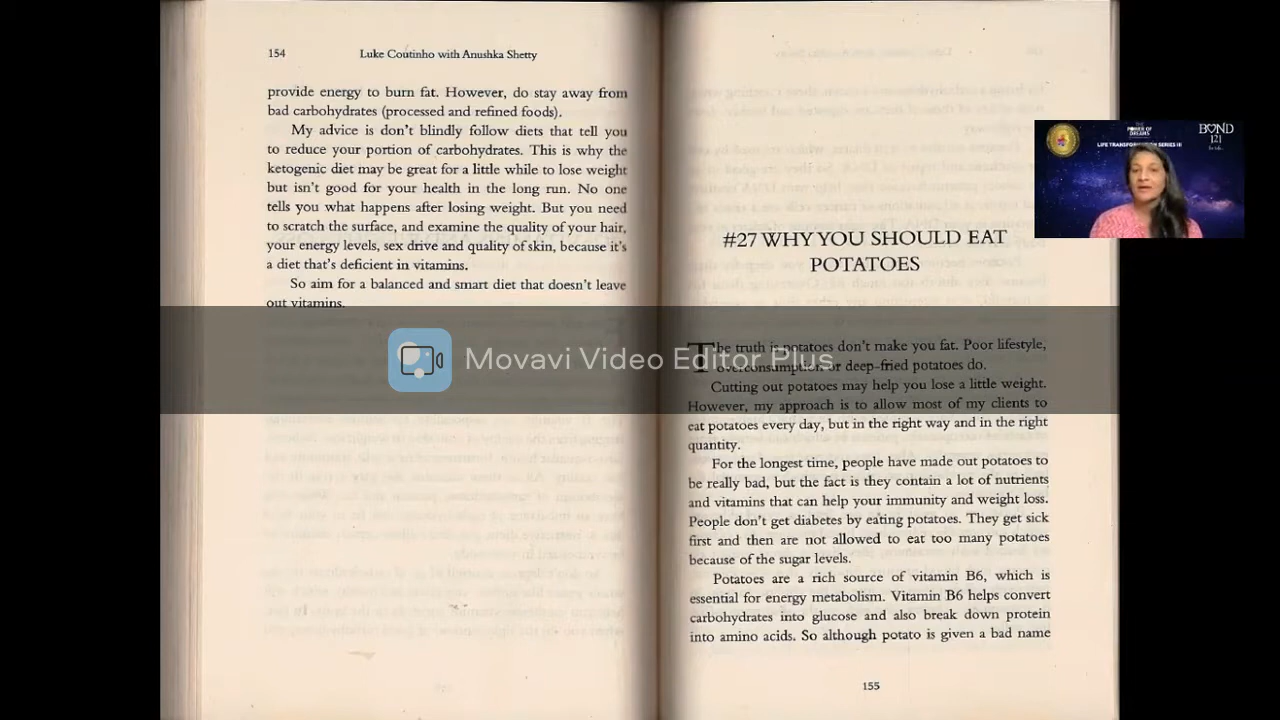 154
Luke Coutinho with Anushka Shetty
provide energy to burn fat. However, do stay away from
bad carbohydrates (processed and refined foods).
My advice is don't blindly follow diets that tell you
to reduce your portion of carbohydrates. This is why the
ketogenic diet may be great for a little while to lose weight
but isn't good for your health in the long run. No one
tells you what happens after losing weight. But you need
to scratch the surface, and examine the quality of your hair,
your energy levels, sex drive and quality of skin, because it's
a diet that's deficient in vitamins.
So aim for a balanced and smart diet that doesn't leave
out vitamins.
#27 WHY YOU SHOULD EAT
POTATOES
The truth is potatoes don't make you fat. Poor lifestyle,
overconsumption or deep-fried potatoes do.
Cutting out potatoes may help you lose a little weight.
However, my approach is to allow most of my clients to
eat potatoes every day, but in the right way and in the right
quantity.
For the longest time, people have made out potatoes to
be really bad, but the fact is they contain a lot of nutrients
and vitamins that can help your immunity and weight loss.
People don't get diabetes by eating potatoes. They get sick
first and then are not allowed to eat too many potatoes
because of the sugar levels.
Potatoes are a rich source of vitamin B6, which is
essential for energy metabolism. Vitamin B6 helps convert
carbohydrates into glucose and also break down protein
into amino acids. So although potato is given a bad name
155
Movavi Video Editor Plus
THE
POWER OF
DREAMS
LIFE TRANSFORMATION SERIES III
BOND
121